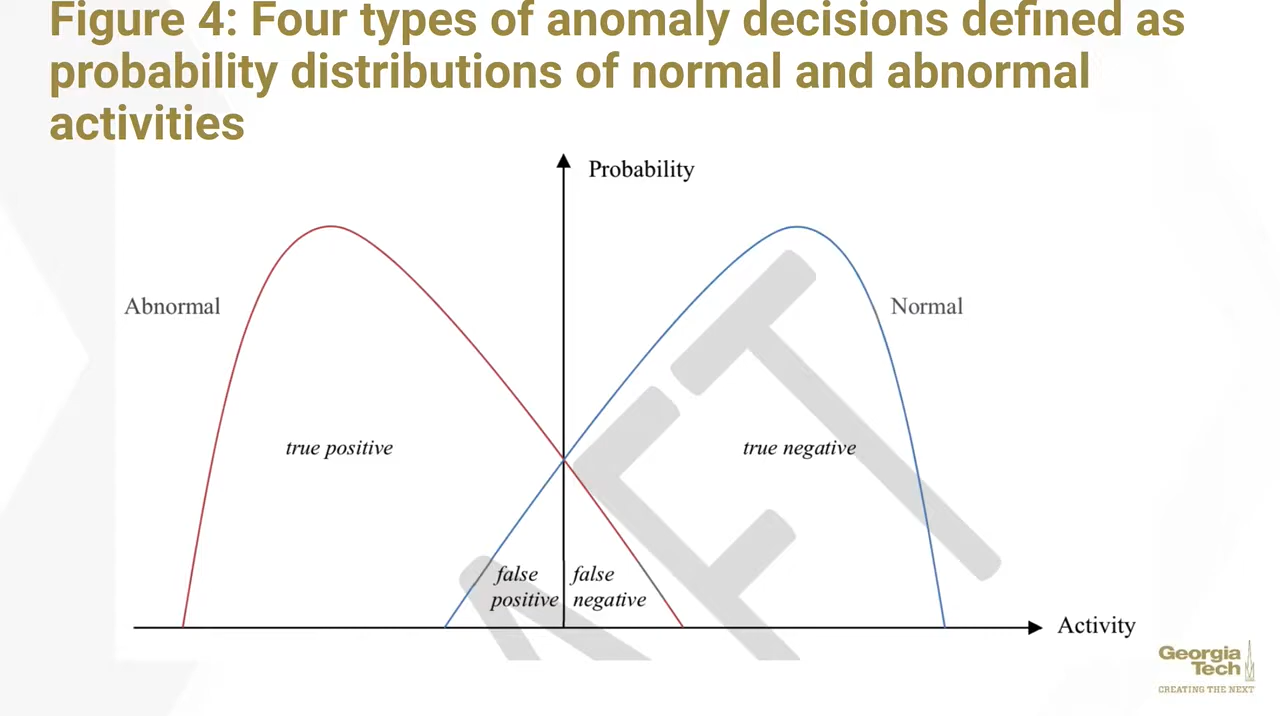 Figure 4: Four types of anomaly decisions defined as
probability distributions of normal and abnormal
activities
Probability
Abnormal
Normal
true positive
true negative
false
positive
false
negative
Activity
AFT
Georgia
Tech
CREATING THE NEXT